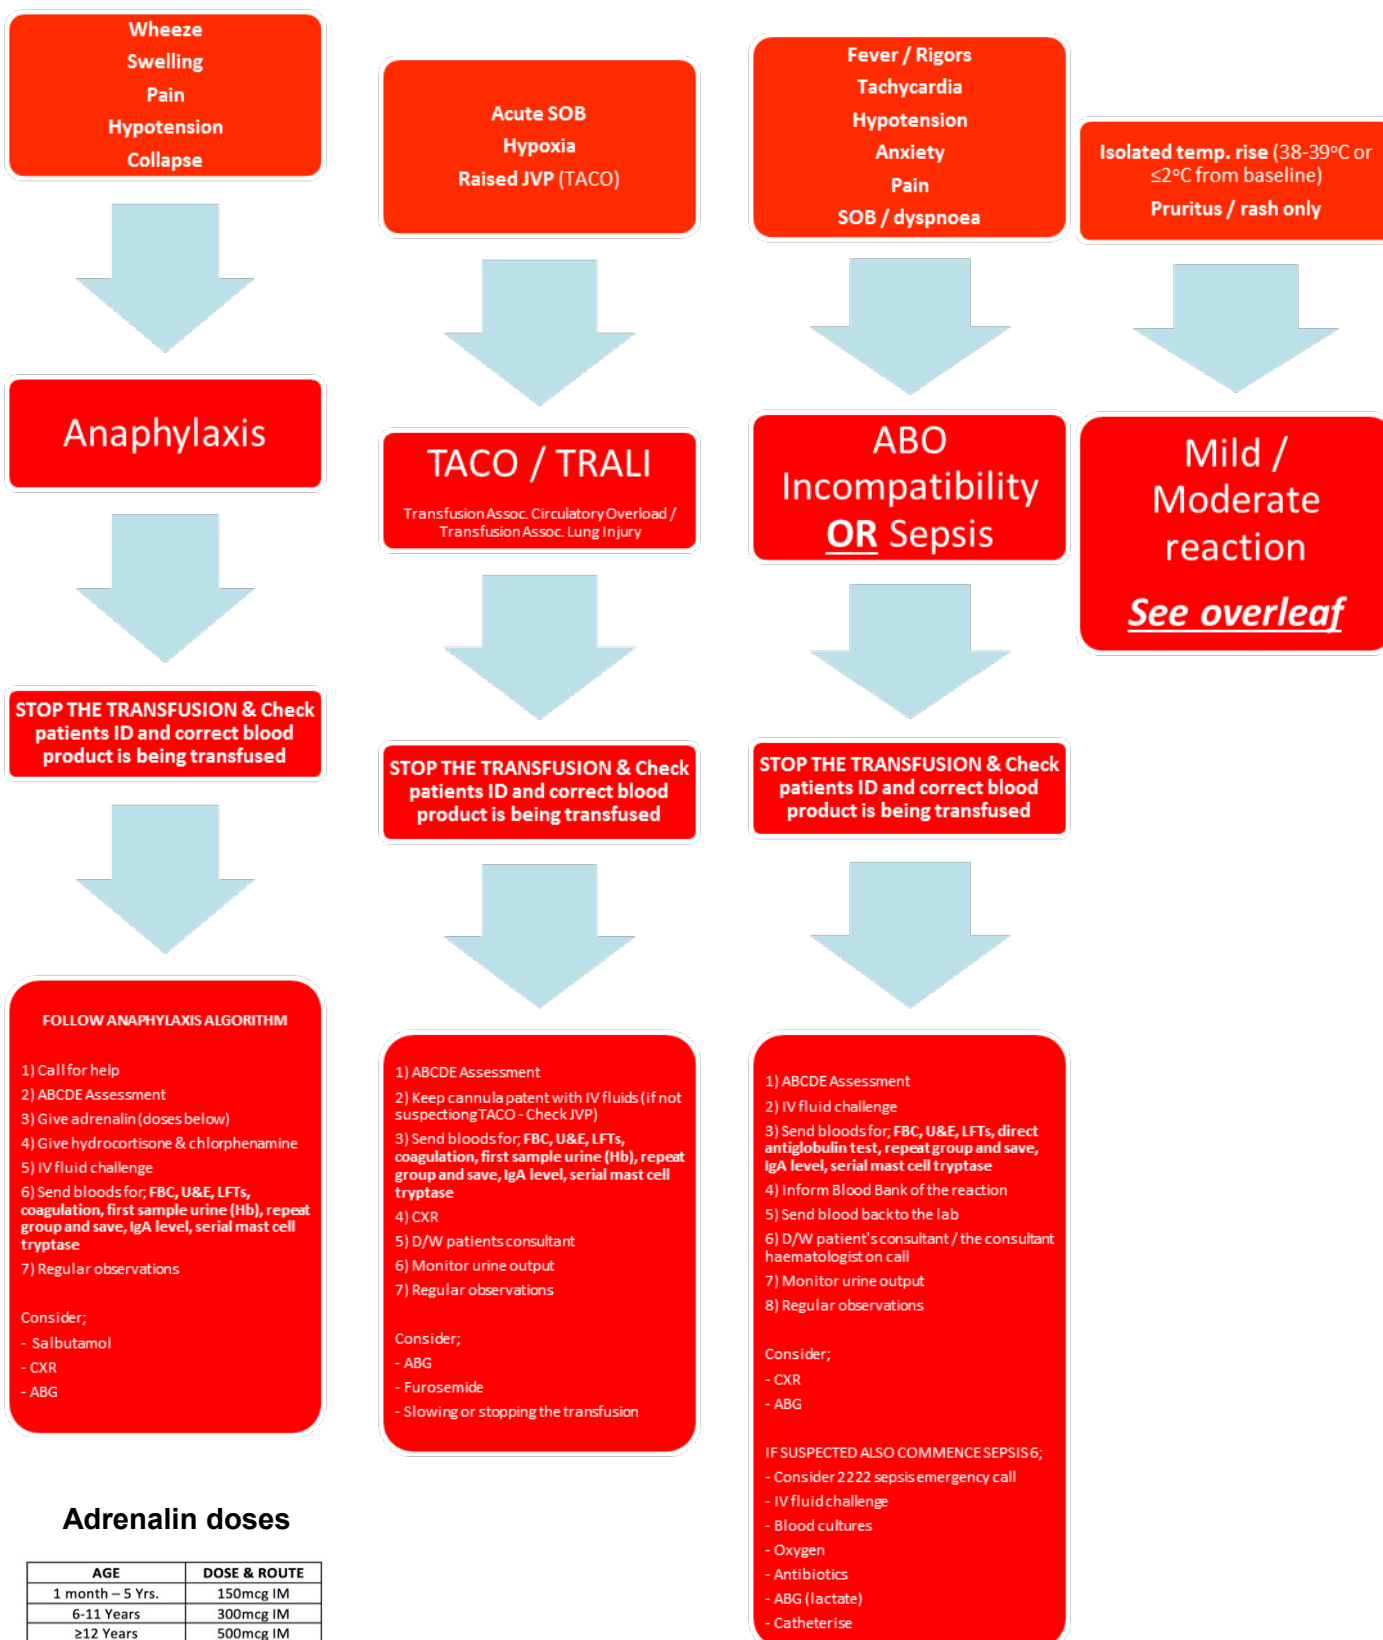 Wheeze
Swelling
Pain
Hypotension
Collapse
Anaphylaxis
STOP THE TRANSFUSION & Check
patients ID and correct blood
product is being transfused
FOLLOW ANAPHYLAXIS ALGORITHM
1) Call for help
2) ABCDE Assessment
3) Give adrenalin (doses below)
4) Give hydrocortisone & chlorphenamine
5) IV fluid challenge
6) Send bloods for; FBC, U&E, LFTs,
coagulation, first sample urine (Hb), repeat
group and save, IgA level, serial mast cell
tryptase
7) Regular observations
Consider;
- Salbutamol
- CXR
- ABG
Adrenalin doses
AGE DOSE & ROUTE
1 month – 5 Yrs. 150mcg IM
6-11 Years 300mcg IM
≥12 Years 500mcg IM
Acute SOB
Hypoxia
Raised JVP (TACO)
TACO / TRALI
Transfusion Assoc. Circulatory Overload /
Transfusion Assoc. Lung Injury
STOP THE TRANSFUSION & Check
patients ID and correct blood
product is being transfused
1) ABCDE Assessment
2) Keep cannula patent with IV fluids (if not
suspectiong TACO - Check JVP)
3) Send bloods for; FBC, U&E, LFTs,
coagulation, first sample urine (Hb), repeat
group and save, IgA level, serial mast cell
tryptase
4) CXR
5) D/W patients consultant
6) Monitor urine output
7) Regular observations
Consider;
- ABG
- Furosemide
- Slowing or stopping the transfusion
Fever / Rigors
Tachycardia
Hypotension
Anxiety
Pain
SOB / dyspnoea
ABO
Incompatibility
OR Sepsis
STOP THE TRANSFUSION & Check
patients ID and correct blood
product is being transfused
1) ABCDE Assessment
2) IV fluid challenge
3) Send bloods for; FBC, U&E, LFTs, direct
antiglobulin test, repeat group and save,
IgA level, serial mast cell tryptase
4) Inform Blood Bank of the reaction
5) Send blood back to the lab
6) D/W patient's consultant / the consultant
haematologist on call
7) Monitor urine output
8) Regular observations
Consider;
- CXR
- ABG
IF SUSPECTED ALSO COMMENCE SEPSIS 6;
- Consider 2222 sepsis emergency call
- IV fluid challenge
- Blood cultures
- Oxygen
- Antibiotics
- ABG (lactate)
- Catheterise
Isolated temp. rise (38-39ºC or
≤2ºC from baseline)
Pruritus / rash only
Mild /
Moderate
reaction
See overleaf